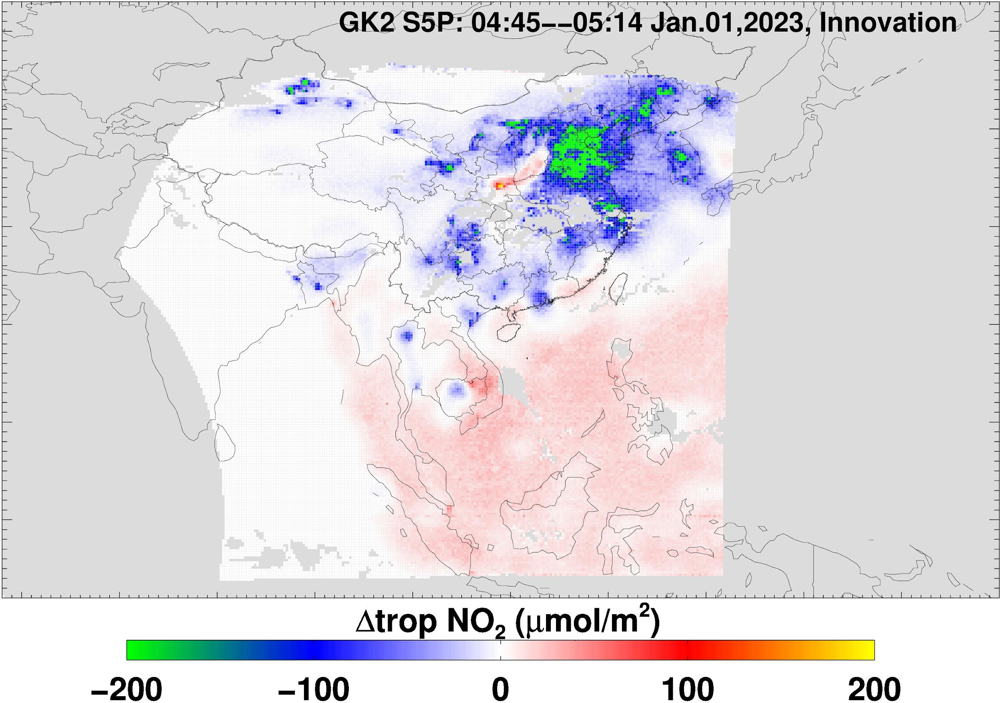 GK2 S5P: 04:45−−05:14 Jan.01,2023, Innovation
Δtrop NO₂ (μmol/m²)
−200 −100 0 100 200